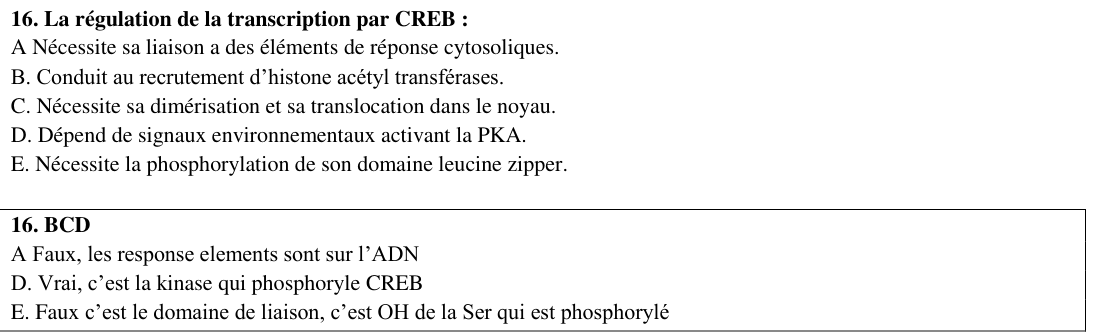 16. La régulation de la transcription par CREB :
A Nécessite sa liaison a des éléments de réponse cytosoliques.
B. Conduit au recrutement d’histone acétyl transférases.
C. Nécessite sa dimérisation et sa translocation dans le noyau.
D. Dépend de signaux environnementaux activant la PKA.
E. Nécessite la phosphorylation de son domaine leucine zipper.
16. BCD
A Faux, les response elements sont sur l’ADN
D. Vrai, c’est la kinase qui phosphoryle CREB
E. Faux c’est le domaine de liaison, c’est OH de la Ser qui est phosphorylé